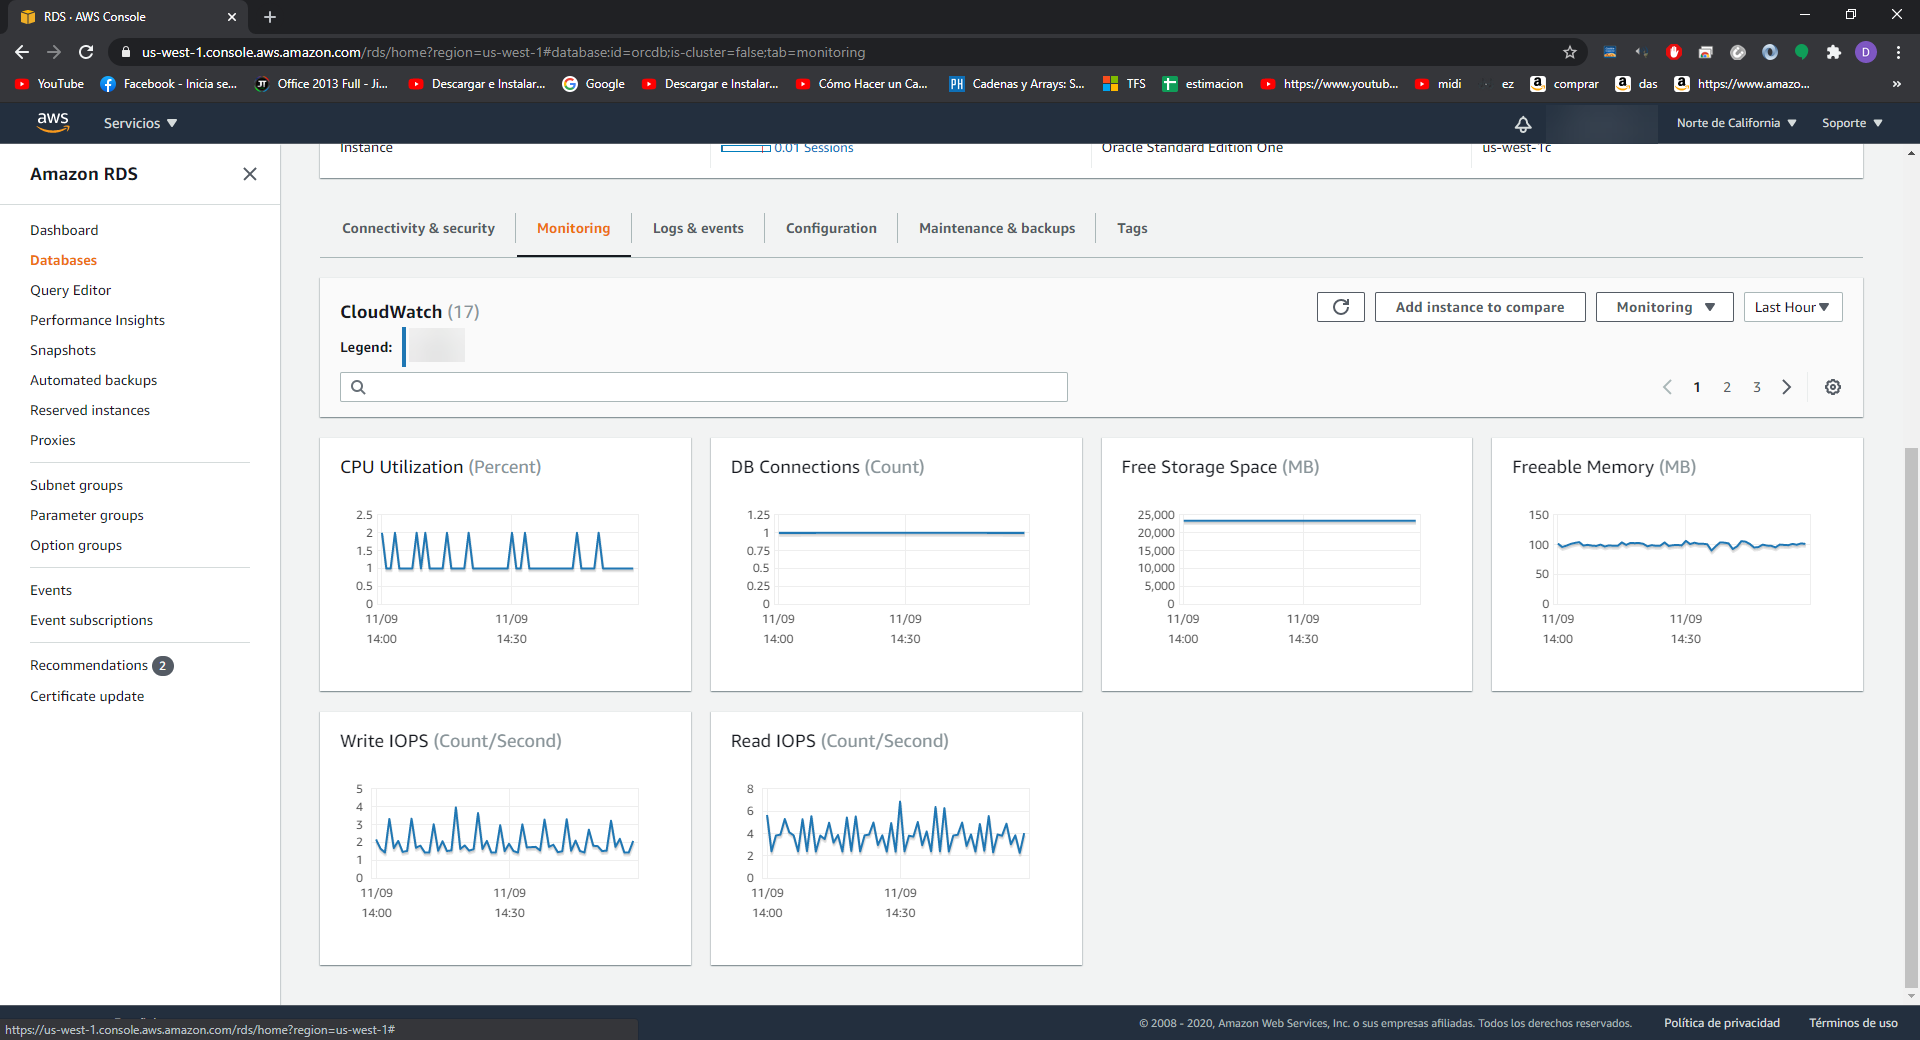 RDS · AWS Console
us-west-1.console.aws.amazon.com/rds/home?region=us-west-1#database:id=orcdb;is-cluster=false;tab=monitoring
D
YouTube
Facebook - Inicia se...
Office 2013 Full - Ji...
Descargar e Instalar...
Google
Descargar e Instalar...
Cómo Hacer un Ca...
Cadenas y Arrays: S...
TFS
estimacion
https://www.youtub...
midi
ez
comprar
das
https://www.amazo...
aws
Servicios
Norte de California
Soporte
Instance
0.01 Sessions
Oracle Standard Edition One
us-west-1c
Amazon RDS
Dashboard
Databases
Query Editor
Performance Insights
Snapshots
Automated backups
Reserved instances
Proxies
Subnet groups
Parameter groups
Option groups
Events
Event subscriptions
Recommendations 2
Certificate update
Connectivity & security
Monitoring
Logs & events
Configuration
Maintenance & backups
Tags
CloudWatch (17)
Add instance to compare
Monitoring
Last Hour
Legend:
1 2 3
CPU Utilization (Percent)
2.5
2
1.5
1
0.5
0
11/09 11/09
14:00 14:30
DB Connections (Count)
1.25
1
0.75
0.5
0.25
0
11/09 11/09
14:00 14:30
Free Storage Space (MB)
25,000
20,000
15,000
10,000
5,000
0
11/09 11/09
14:00 14:30
Freeable Memory (MB)
150
100
50
0
11/09 11/09
14:00 14:30
Write IOPS (Count/Second)
5
4
3
2
1
0
11/09 11/09
14:00 14:30
Read IOPS (Count/Second)
8
6
4
2
0
11/09 11/09
14:00 14:30
https://us-west-1.console.aws.amazon.com/rds/home?region=us-west-1#
© 2008 - 2020, Amazon Web Services, Inc. o sus empresas afiliadas. Todos los derechos reservados.
Política de privacidad
Términos de uso